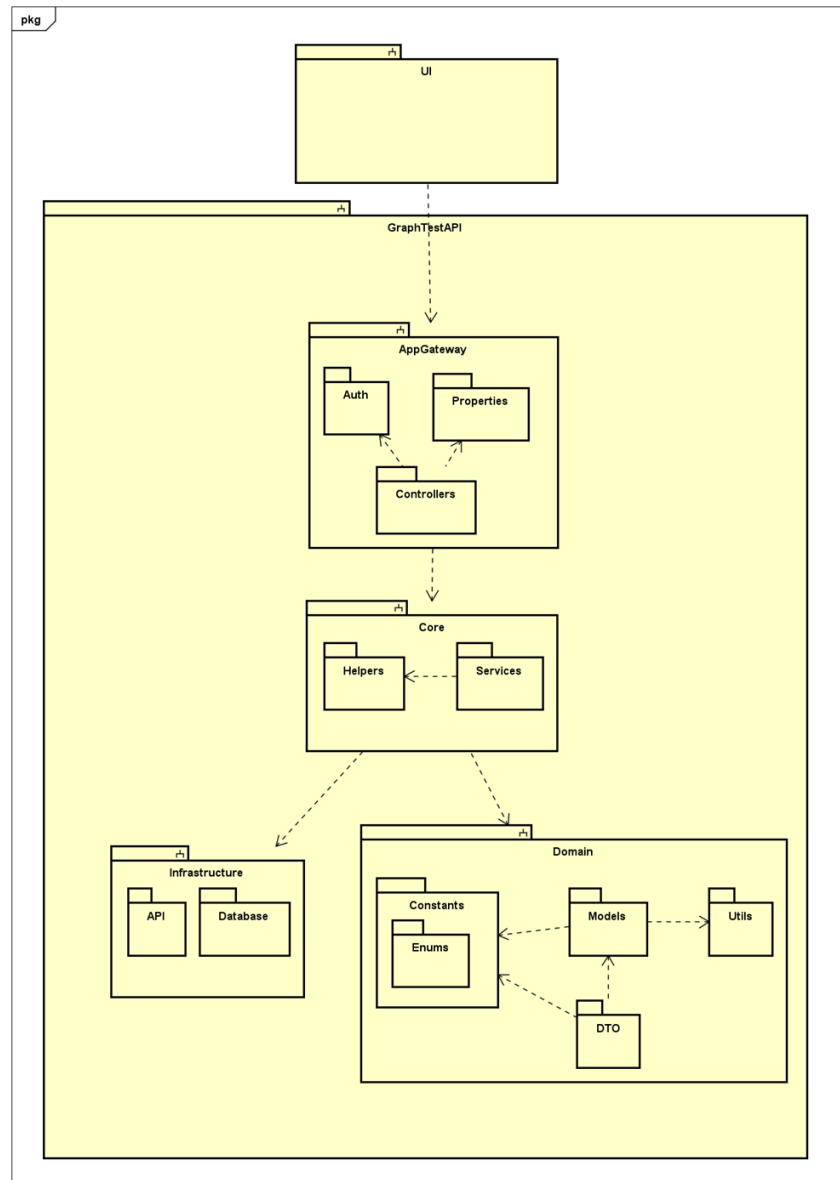 pkg
UI
GraphTestAPI
AppGateway
Auth
Properties
Controllers
Core
Helpers
Services
Infrastructure
API
Database
Domain
Constants
Enums
Models
Utils
DTO